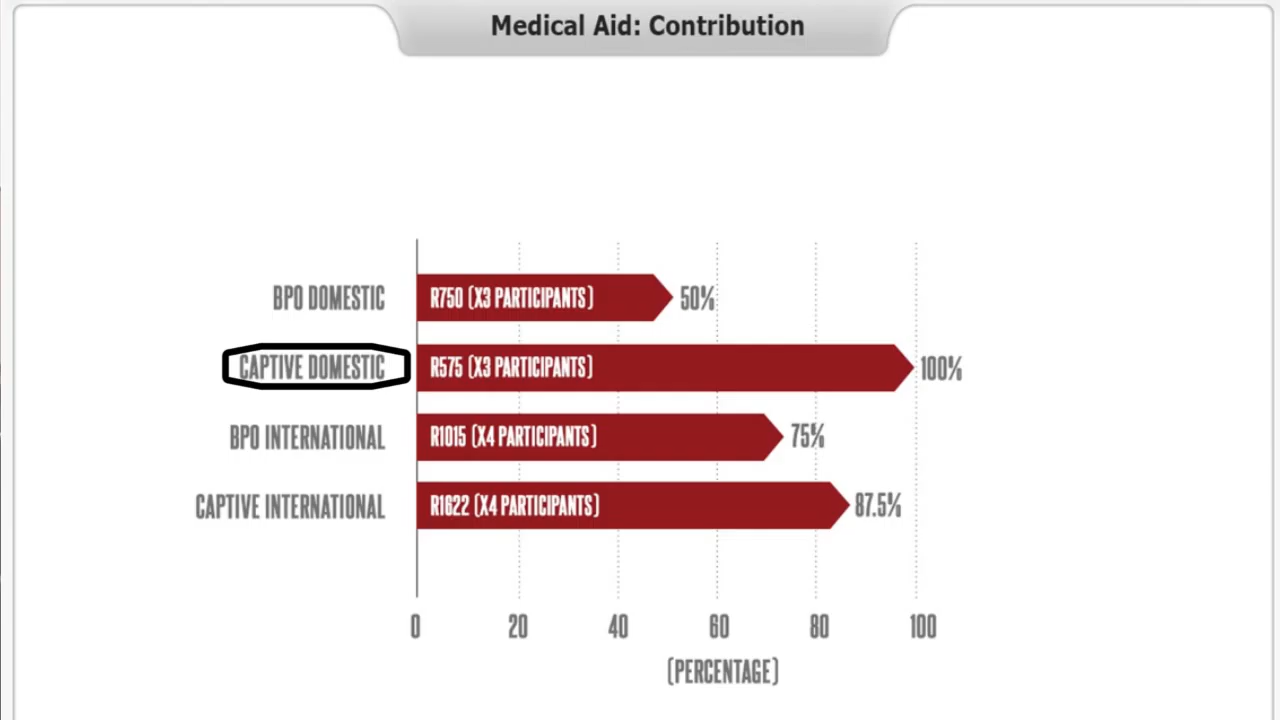 Medical Aid: Contribution
BPO DOMESTIC
R750 (X3 PARTICIPANTS)
50%
CAPTIVE DOMESTIC
R575 (X3 PARTICIPANTS)
100%
BPO INTERNATIONAL
R1015 (X4 PARTICIPANTS)
75%
CAPTIVE INTERNATIONAL
R1622 (X4 PARTICIPANTS)
87.5%
0 20 40 60 80 100
(PERCENTAGE)